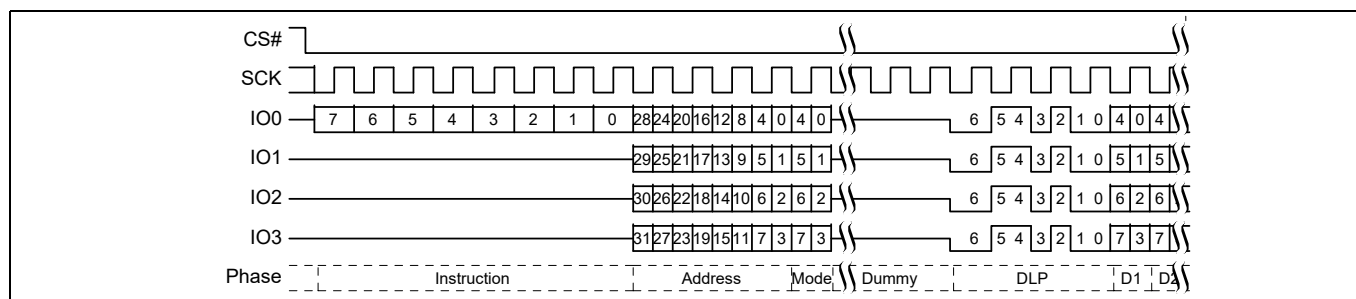 CS#
SCK
IO0 7 6 5 4 3 2 1 0 28 24 20 16 12 8 4 0 4 0 6 5 4 3 2 1 0 4 0 4
IO1 29 25 21 17 13 9 5 1 5 1 6 5 4 3 2 1 0 5 1 5
IO2 30 26 22 18 14 10 6 2 6 2 6 5 4 3 2 1 0 6 2 6
IO3 31 27 23 19 15 11 7 3 7 3 6 5 4 3 2 1 0 7 3 7
Phase Instruction Address Mode Dummy DLP D1 D2